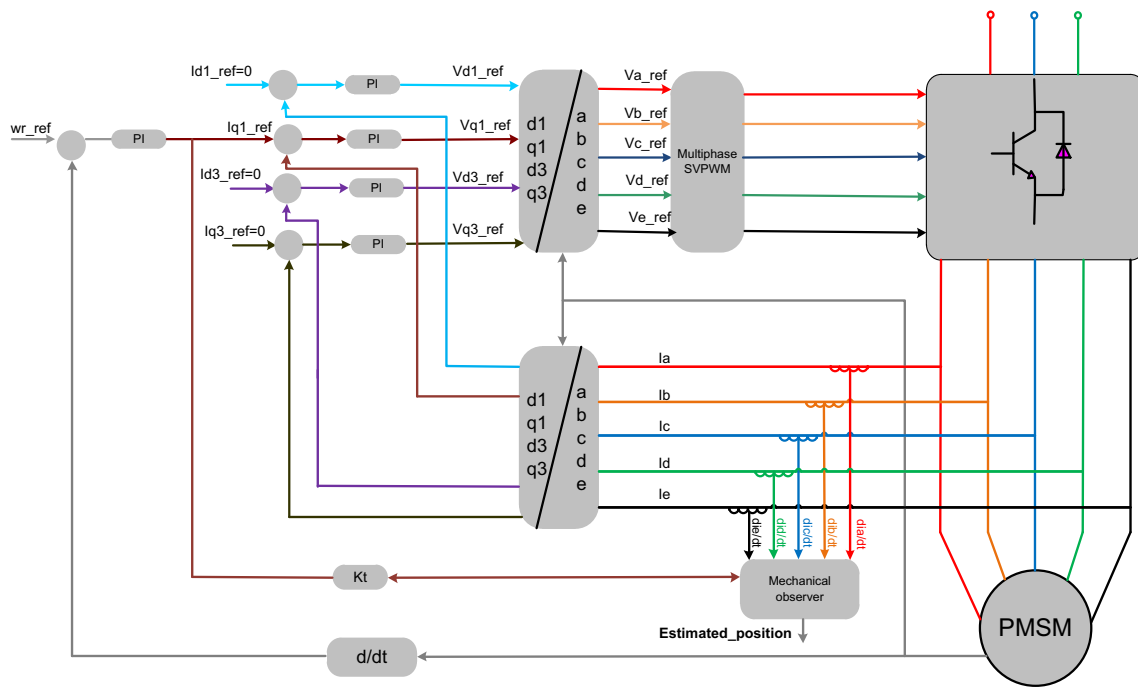 Id1_ref=0
PI
Vd1_ref
Va_ref
wr_ref
PI
Iq1_ref
PI
Vq1_ref
Vb_ref
Id3_ref=0
PI
Vd3_ref
Vc_ref
Iq3_ref=0
PI
Vq3_ref
Vd_ref
Ve_ref
d1
q1
d3
q3
a
b
c
d
e
Multiphase
SVPWM
d1
q1
d3
q3
a
b
c
d
e
Ia
Ib
Ic
Id
Ie
die/dt
did/dt
dic/dt
dib/dt
dia/dt
Kt
Mechanical
observer
Estimated_position
d/dt
PMSM